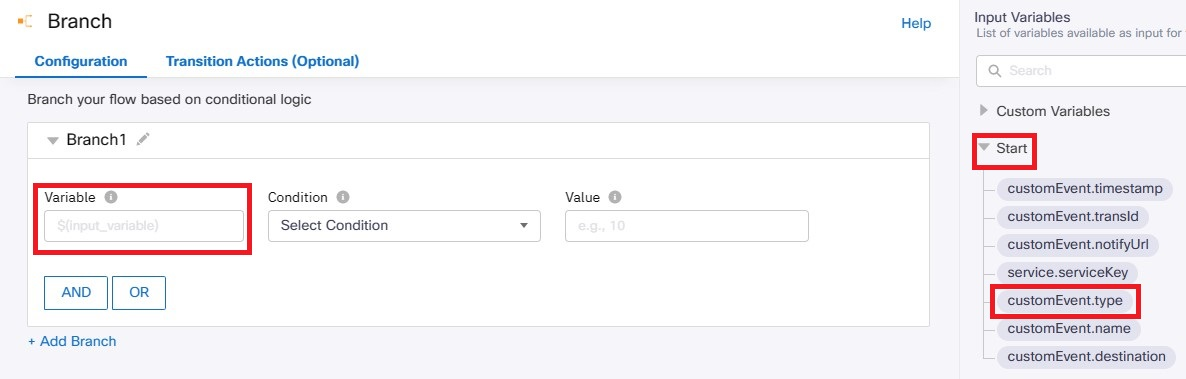 Branch
Help
Configuration
Transition Actions (Optional)
Branch your flow based on conditional logic
Branch1
Variable
Condition
Value
$(input_variable)
Select Condition
e.g., 10
AND
OR
+ Add Branch
Input Variables
List of variables available as input for
Search
Custom Variables
Start
customEvent.timestamp
customEvent.transId
customEvent.notifyUrl
service.serviceKey
customEvent.type
customEvent.name
customEvent.destination